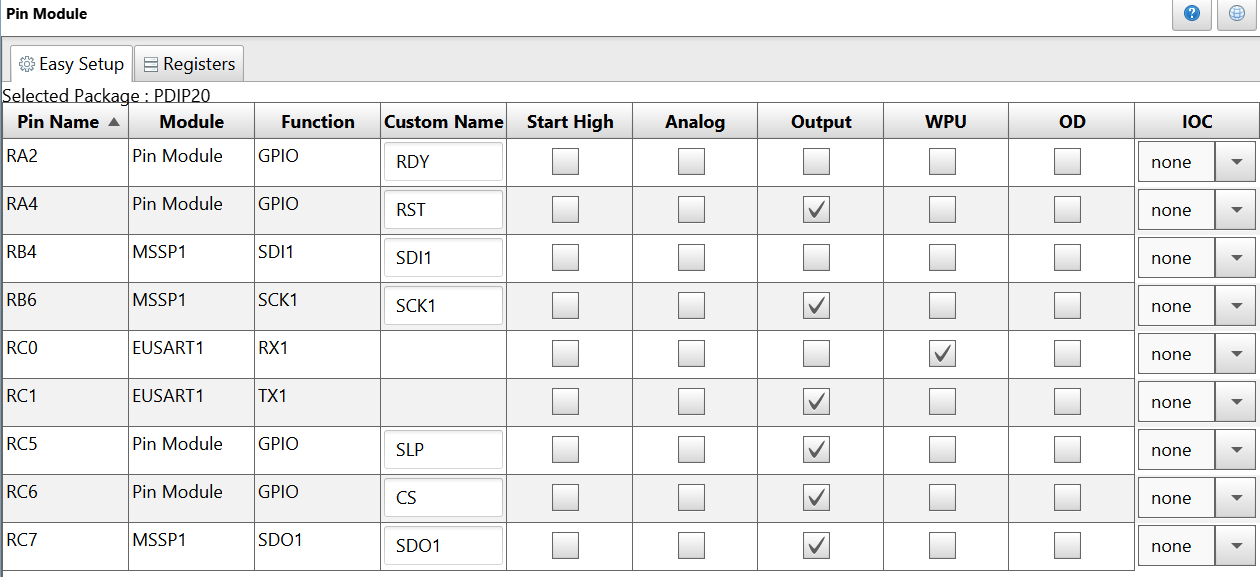 Pin Module
?
Easy Setup Registers
Selected Package : PDIP20
Pin Name Module Function Custom Name Start High Analog Output WPU OD IOC
RA2 Pin Module GPIO RDY none
RA4 Pin Module GPIO RST none
RB4 MSSP1 SDI1 SDI1 none
RB6 MSSP1 SCK1 SCK1 none
RC0 EUSART1 RX1 none
RC1 EUSART1 TX1 none
RC5 Pin Module GPIO SLP none
RC6 Pin Module GPIO CS none
RC7 MSSP1 SDO1 SDO1 none